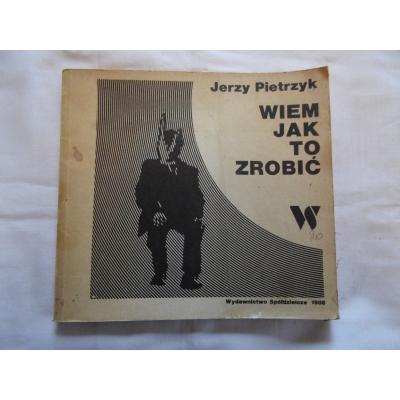 Jerzy Pietrzyk
WIEM
JAK
TO
ZROBIĆ
W
Wydawnictwo Spółdzielcze 1988